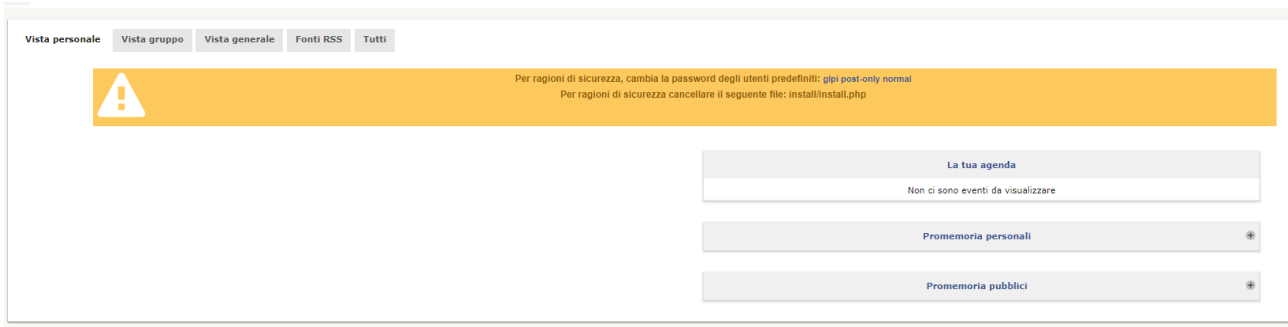 Vista personale Vista gruppo Vista generale Fonti RSS Tutti
Per ragioni di sicurezza, cambia la password degli utenti predefiniti: glpi post-only normal
Per ragioni di sicurezza cancellare il seguente file: install/install.php
La tua agenda
Non ci sono eventi da visualizzare
Promemoria personali
Promemoria pubblici